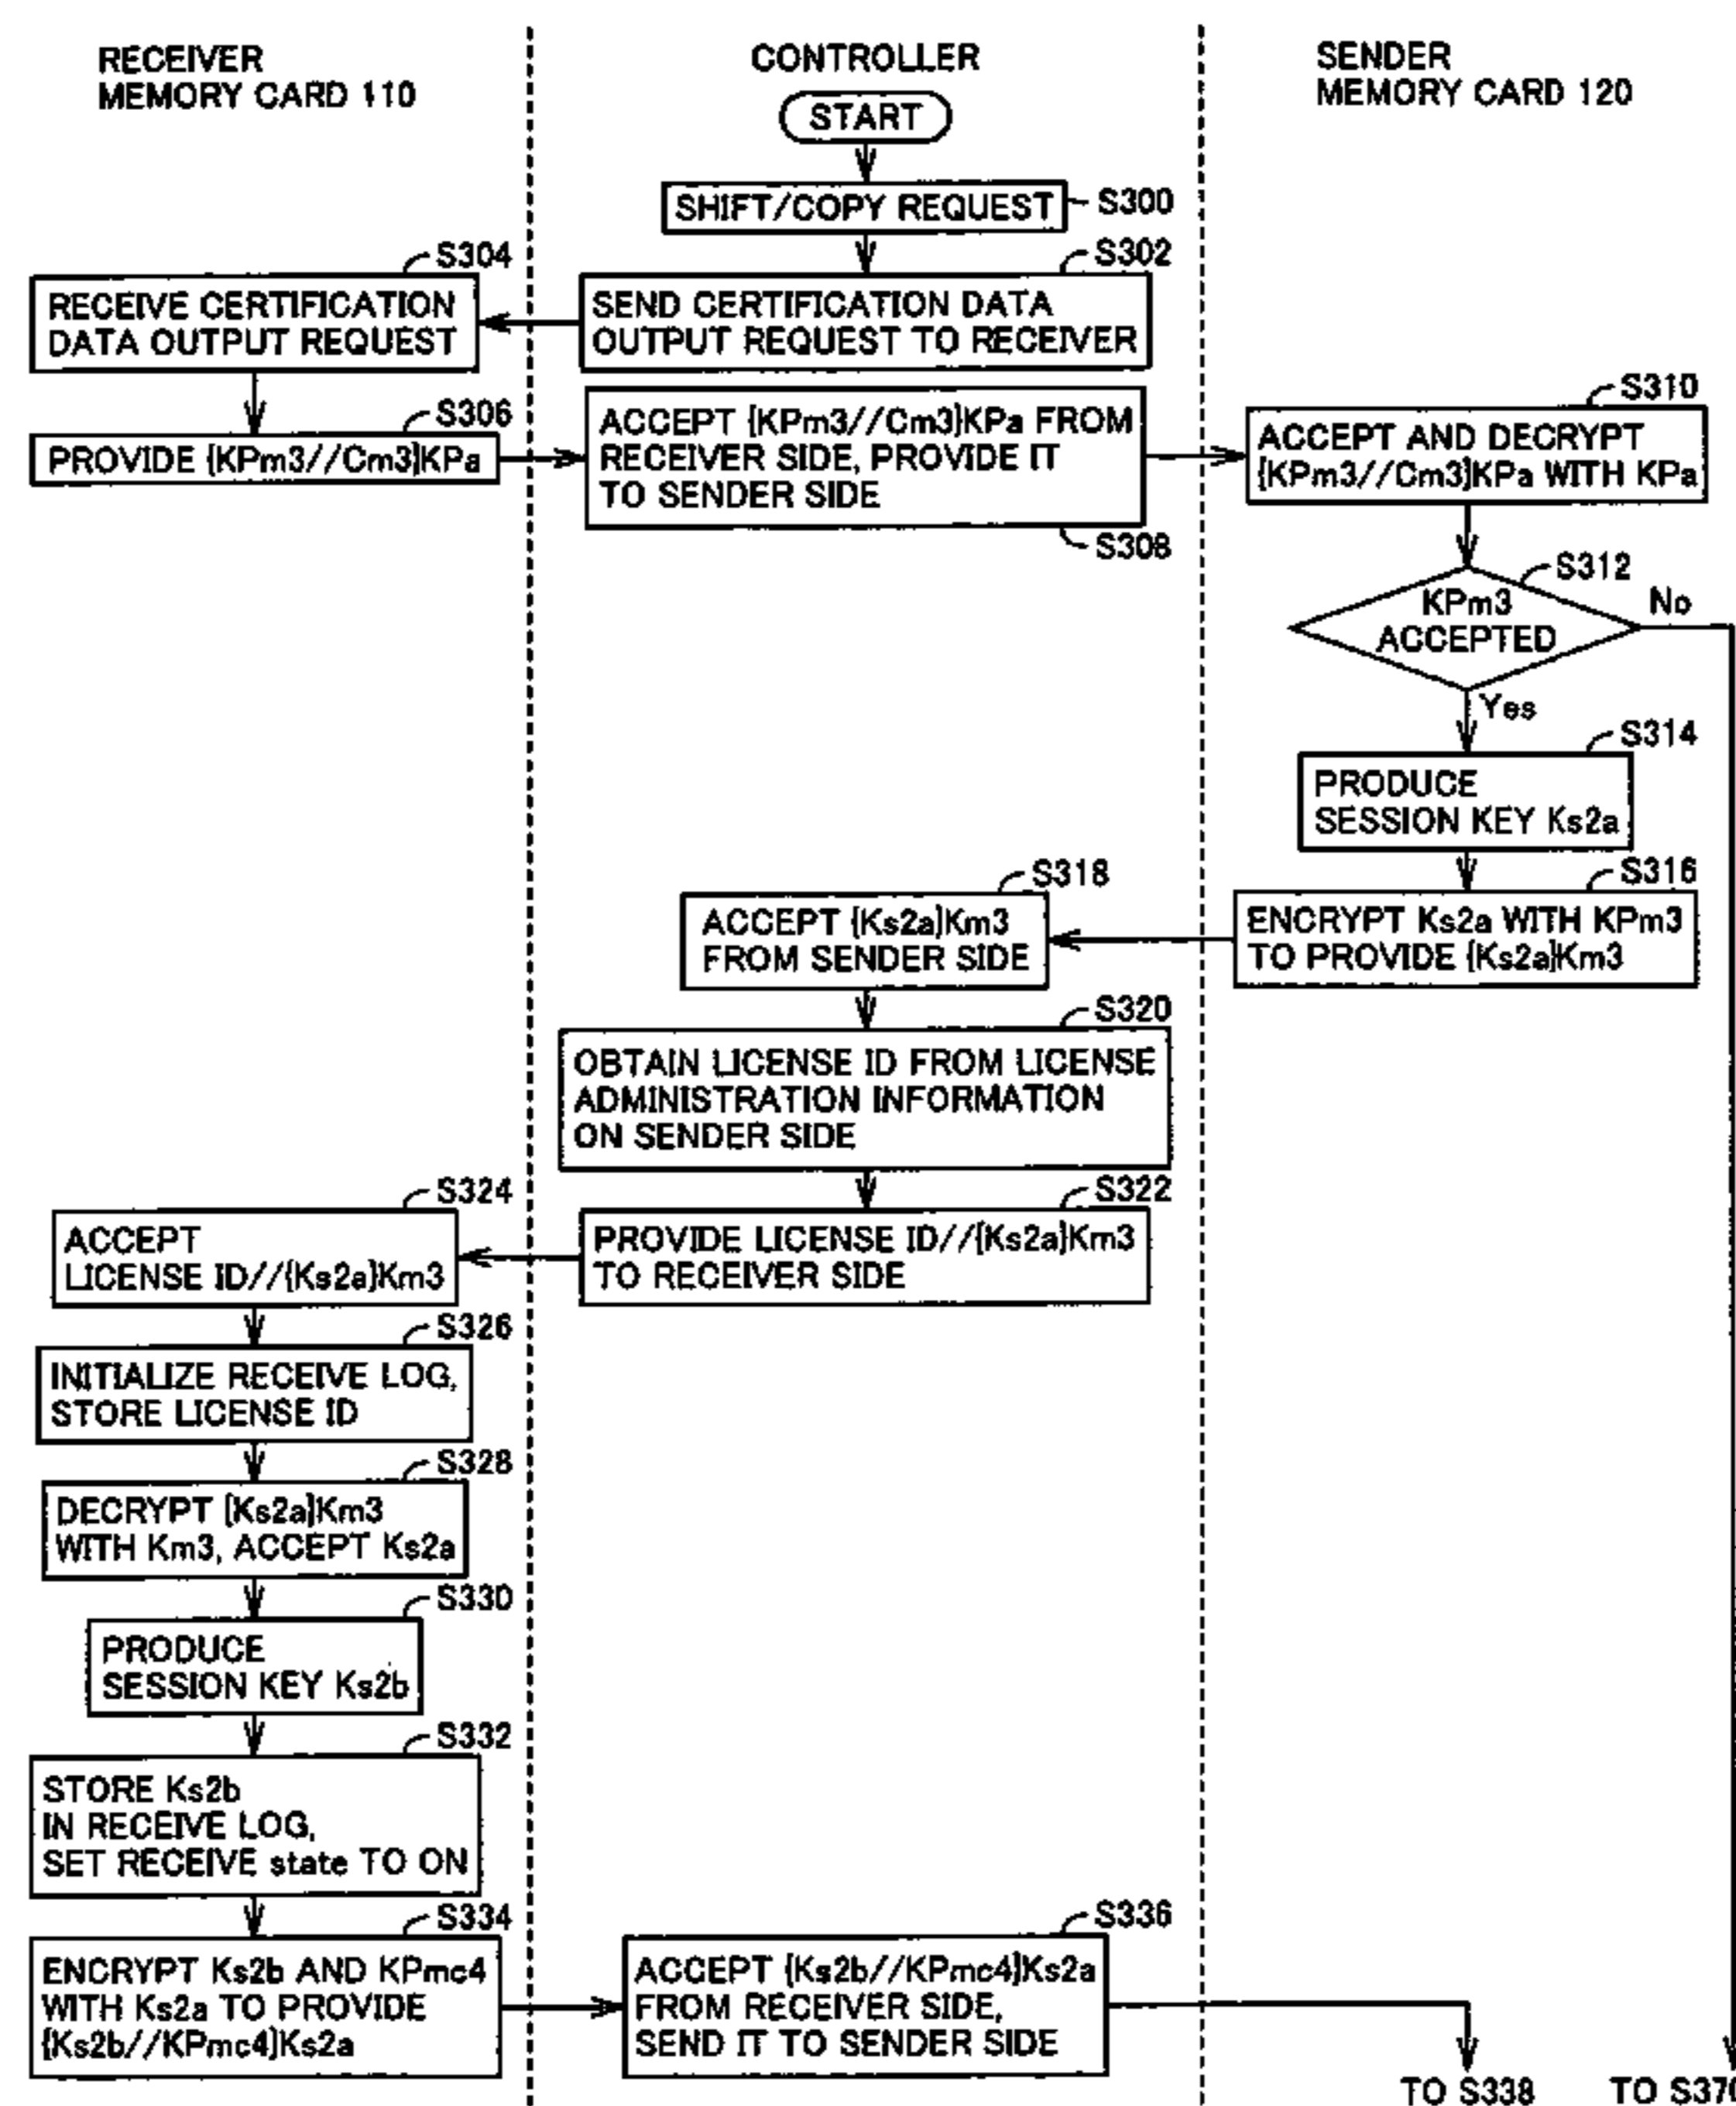 RECEIVER
MEMORY CARD 110
CONTROLLER
SENDER
MEMORY CARD 120
START
SHIFT/COPY REQUEST
S300
S302
SEND CERTIFICATION DATA
OUTPUT REQUEST TO RECEIVER
S304
RECEIVE CERTIFICATION
DATA OUTPUT REQUEST
S306
PROVIDE {KPm3//Cm3}KPa
ACCEPT {KPm3//Cm3}KPa FROM
RECEIVER SIDE, PROVIDE IT
TO SENDER SIDE
S308
S310
ACCEPT AND DECRYPT
{KPm3//Cm3}KPa WITH KPa
S312
KPm3
ACCEPTED
No
Yes
S314
PRODUCE
SESSION KEY Ks2a
S316
ENCRYPT Ks2a WITH KPm3
TO PROVIDE {Ks2a}Km3
S318
ACCEPT {Ks2a}Km3
FROM SENDER SIDE
S320
OBTAIN LICENSE ID FROM LICENSE
ADMINISTRATION INFORMATION
ON SENDER SIDE
S322
PROVIDE LICENSE ID//{Ks2a}Km3
TO RECEIVER SIDE
S324
ACCEPT
LICENSE ID//{Ks2a}Km3
S326
INITIALIZE RECEIVE LOG,
STORE LICENSE ID
S328
DECRYPT {Ks2a}Km3
WITH Km3, ACCEPT Ks2a
S330
PRODUCE
SESSION KEY Ks2b
S332
STORE Ks2b
IN RECEIVE LOG,
SET RECEIVE state TO ON
S334
ENCRYPT Ks2b AND KPmc4
WITH Ks2a TO PROVIDE
{Ks2b//KPmc4}Ks2a
S336
ACCEPT {Ks2b//KPmc4}Ks2a
FROM RECEIVER SIDE,
SEND IT TO SENDER SIDE
TO S338
TO S370